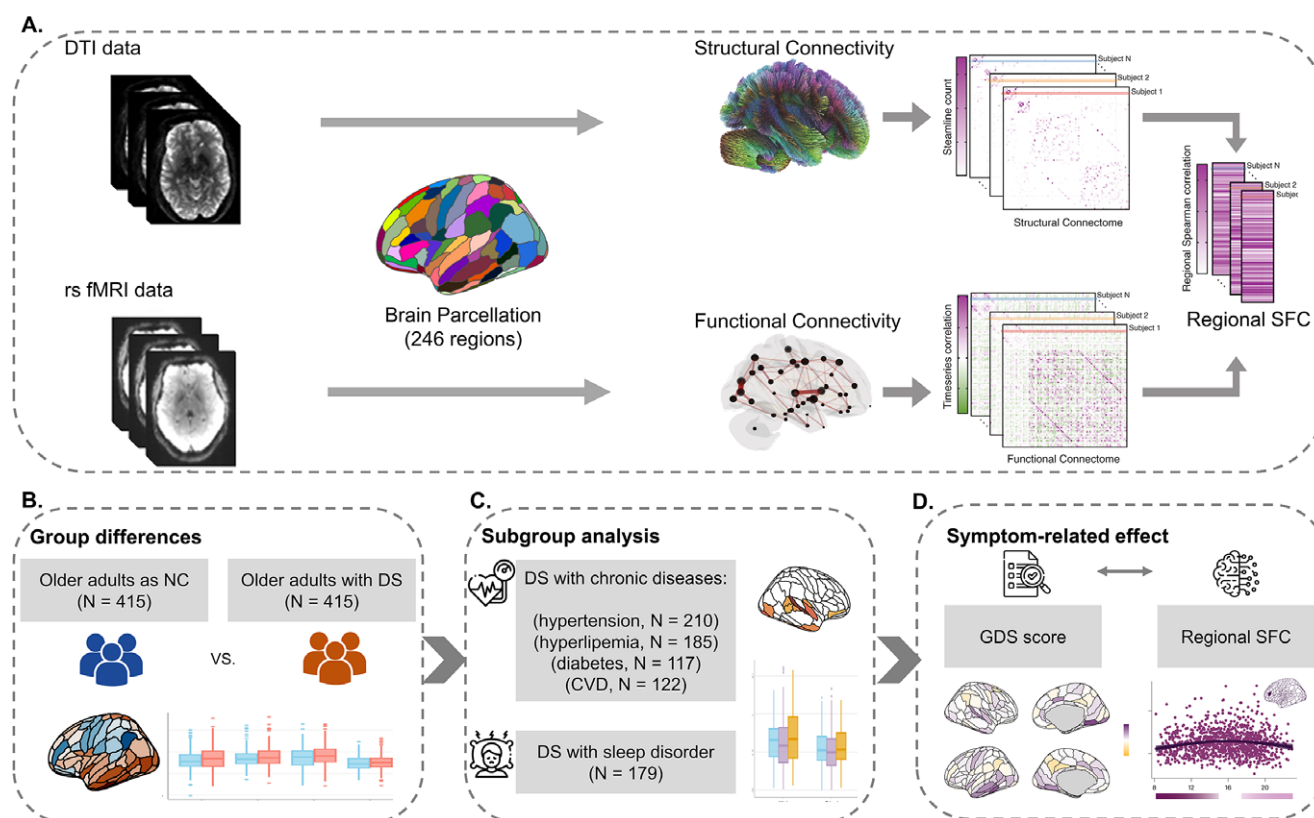 A.
DTI data
rs fMRI data
Brain Parcellation
(246 regions)
Structural Connectivity
Steamline count
Subject N
Subject 2
Subject 1
Structural Connectome
Functional Connectivity
Timeseries correlation
Subject N
Subject 2
Subject 1
Functional Connectome
Regional Spearman correlation
Subject N
Subject 2
Subjec
Regional SFC
B.
Group differences
Older adults as NC
(N = 415)
Older adults with DS
(N = 415)
VS.
C.
Subgroup analysis
DS with chronic diseases:
(hypertension, N = 210)
(hyperlipemia, N = 185)
(diabetes, N = 117)
(CVD, N = 122)
DS with sleep disorder
(N = 179)
D.
Symptom-related effect
GDS score
Regional SFC
8 12 16 20